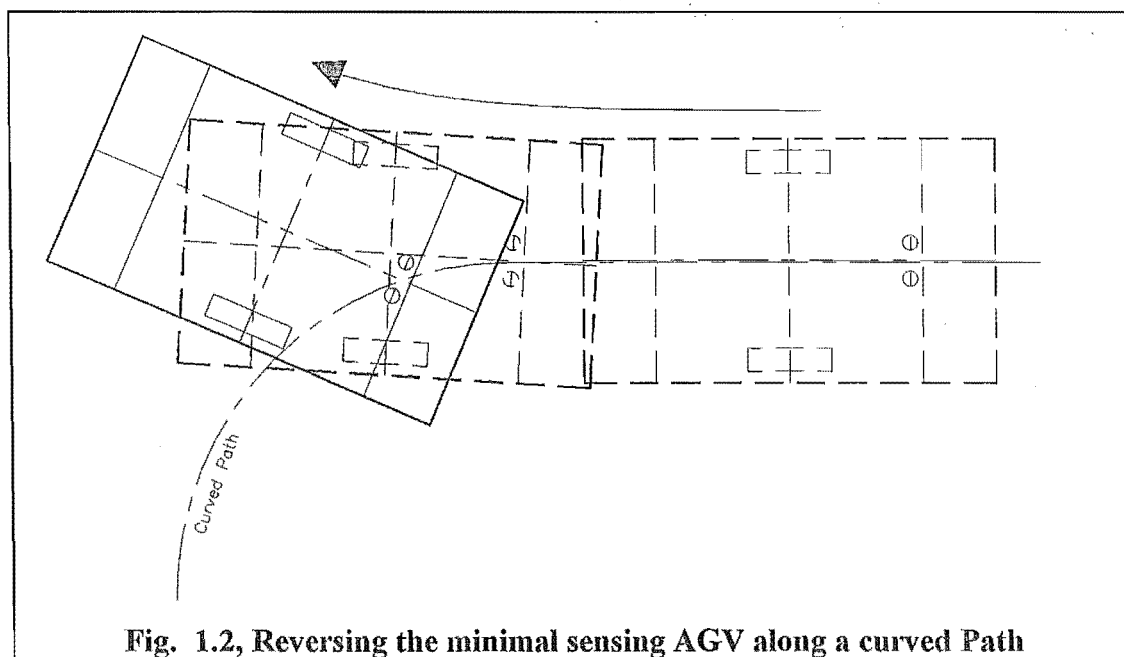 Curved Path
Fig. 1.2, Reversing the minimal sensing AGV along a curved Path